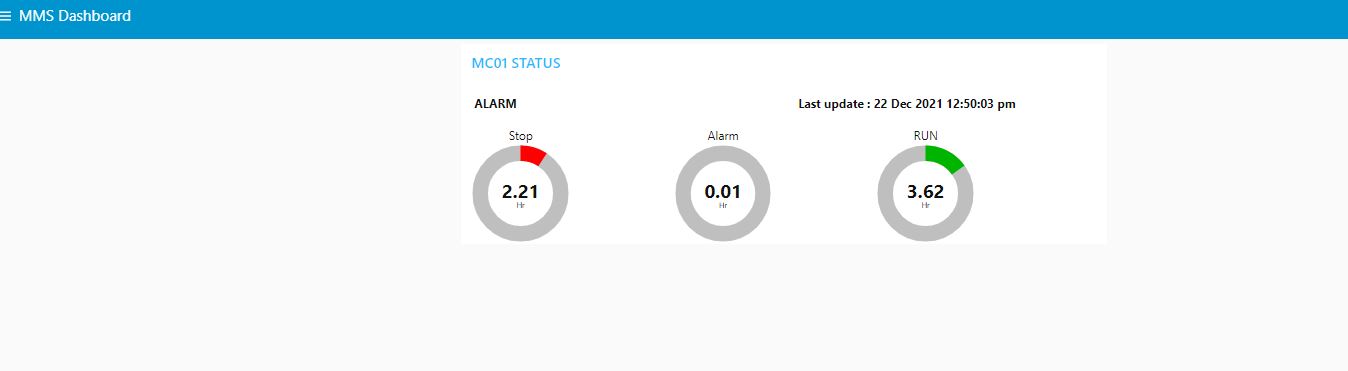 MMS Dashboard
MC01 STATUS
ALARM Last update : 22 Dec 2021 12:50:03 pm
Stop Alarm RUN
2.21 0.01 3.62
Hr Hr Hr